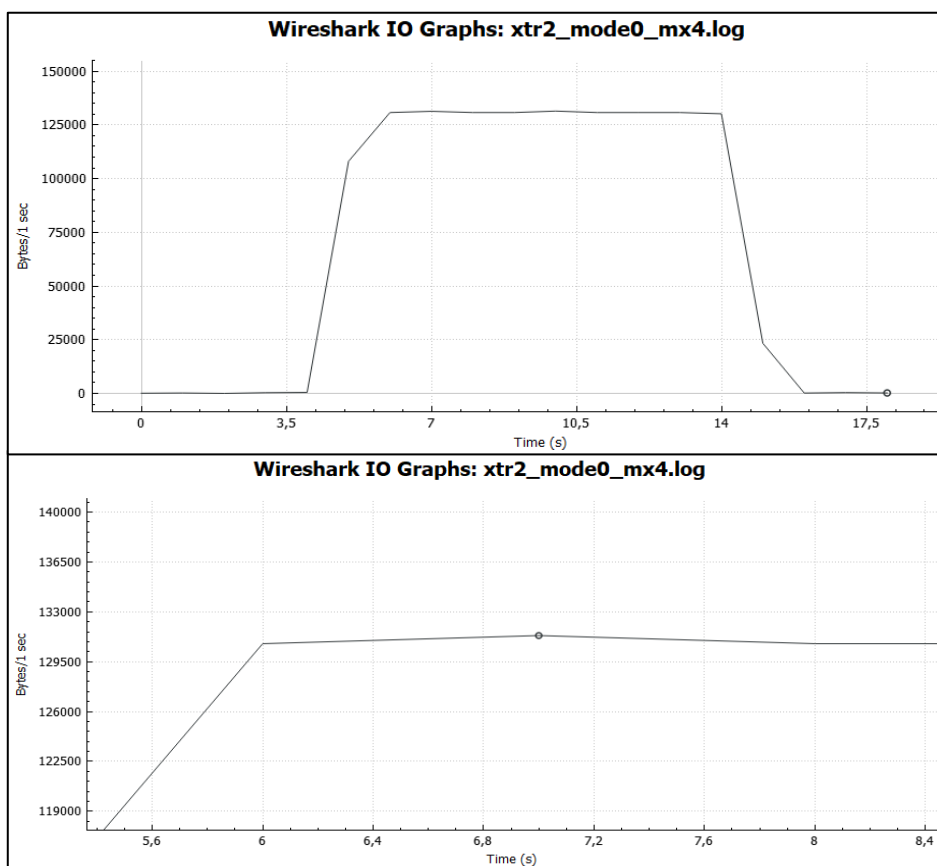 Wireshark IO Graphs: xtr2_mode0_mx4.log
150000
125000
100000
75000
50000
25000
0
Bytes/1 sec
0 3,5 7 10,5 14 17,5
Time (s)
Wireshark IO Graphs: xtr2_mode0_mx4.log
140000
136500
133000
129500
126000
122500
119000
Bytes/1 sec
5,6 6 6,4 6,8 7,2 7,6 8 8,4
Time (s)